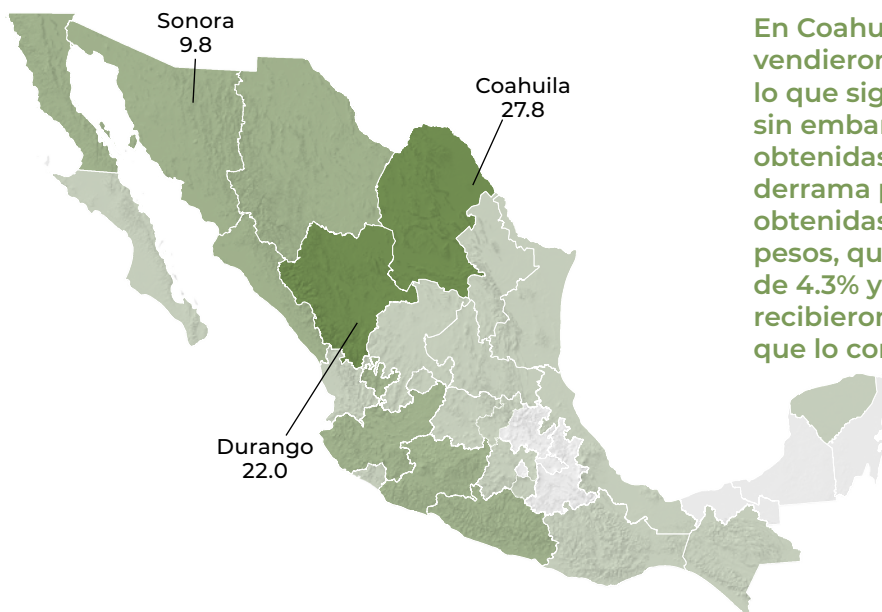 Sonora
9.8
Coahuila
27.8
Durango
22.0
En Coahu
vendieron
lo que sig
sin embar
obtenidas
derrama p
obtenidas
pesos, qu
de 4.3% y
recibieron
que lo con